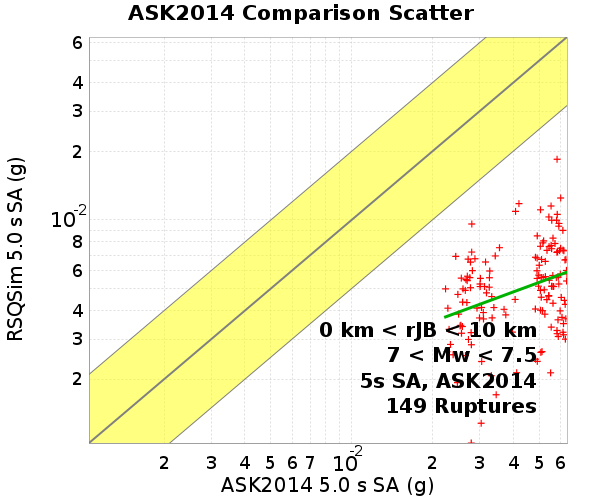 ASK2014 Comparison Scatter
RSQSim 5.0 s SA (g)
6
4
3
2
10-2
8
6
4
3
2
0 km < rJB < 10 km
7 < Mw < 7.5
5s SA, ASK2014
149 Ruptures
2 3 4 5 6 7 10-2 2 3 4 5 6
ASK2014 5.0 s SA (g)